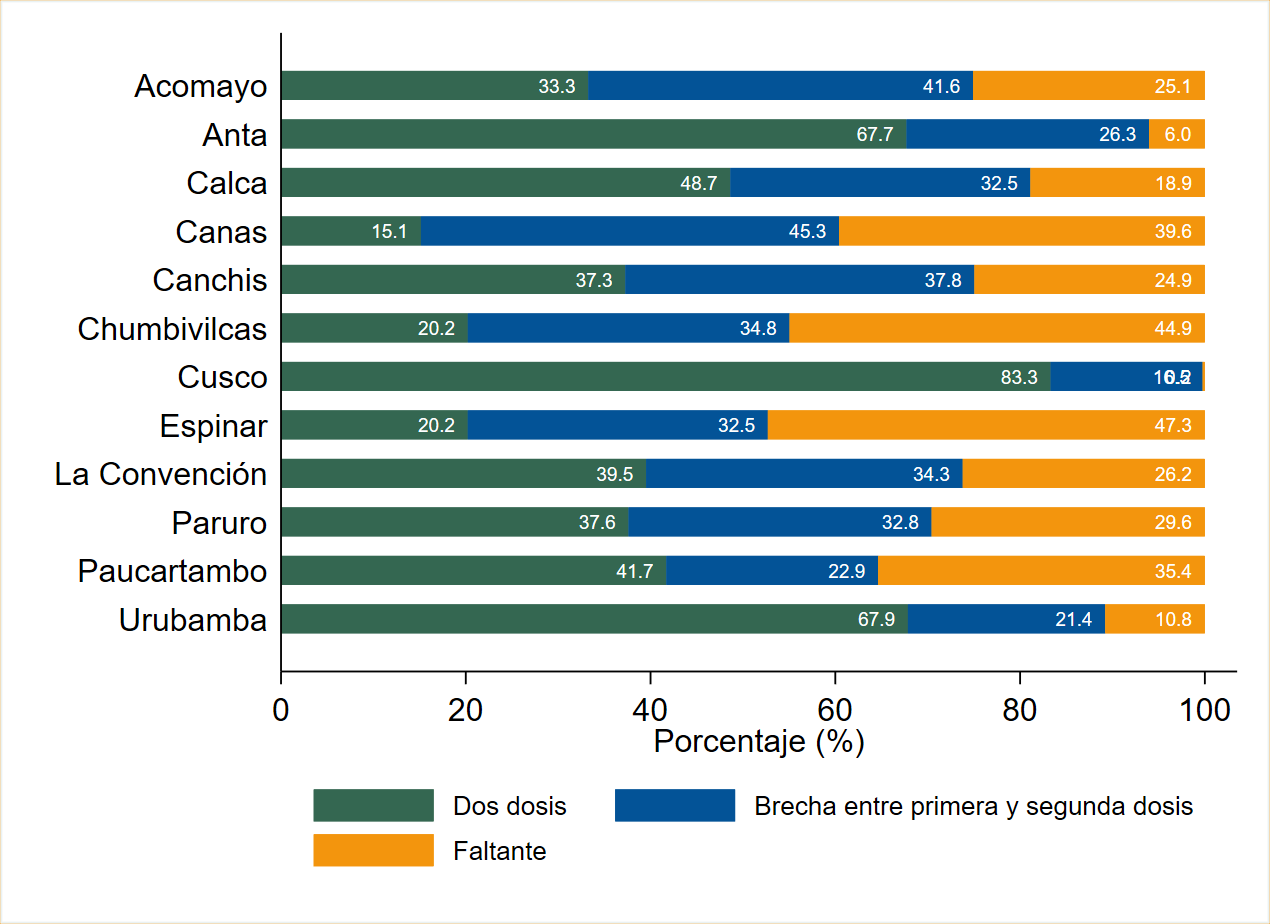 Acomayo 33.3 41.6 25.1
Anta 67.7 26.3 6.0
Calca 48.7 32.5 18.9
Canas 15.1 45.3 39.6
Canchis 37.3 37.8 24.9
Chumbivilcas 20.2 34.8 44.9
Cusco 83.3
Espinar 20.2 32.5 47.3
La Convención 39.5 34.3 26.2
Paruro 37.6 32.8 29.6
Paucartambo 41.7 22.9 35.4
Urubamba 67.9 21.4 10.8
0 20 40 60 80 100
Porcentaje (%)
Dos dosis Brecha entre primera y segunda dosis
Faltante